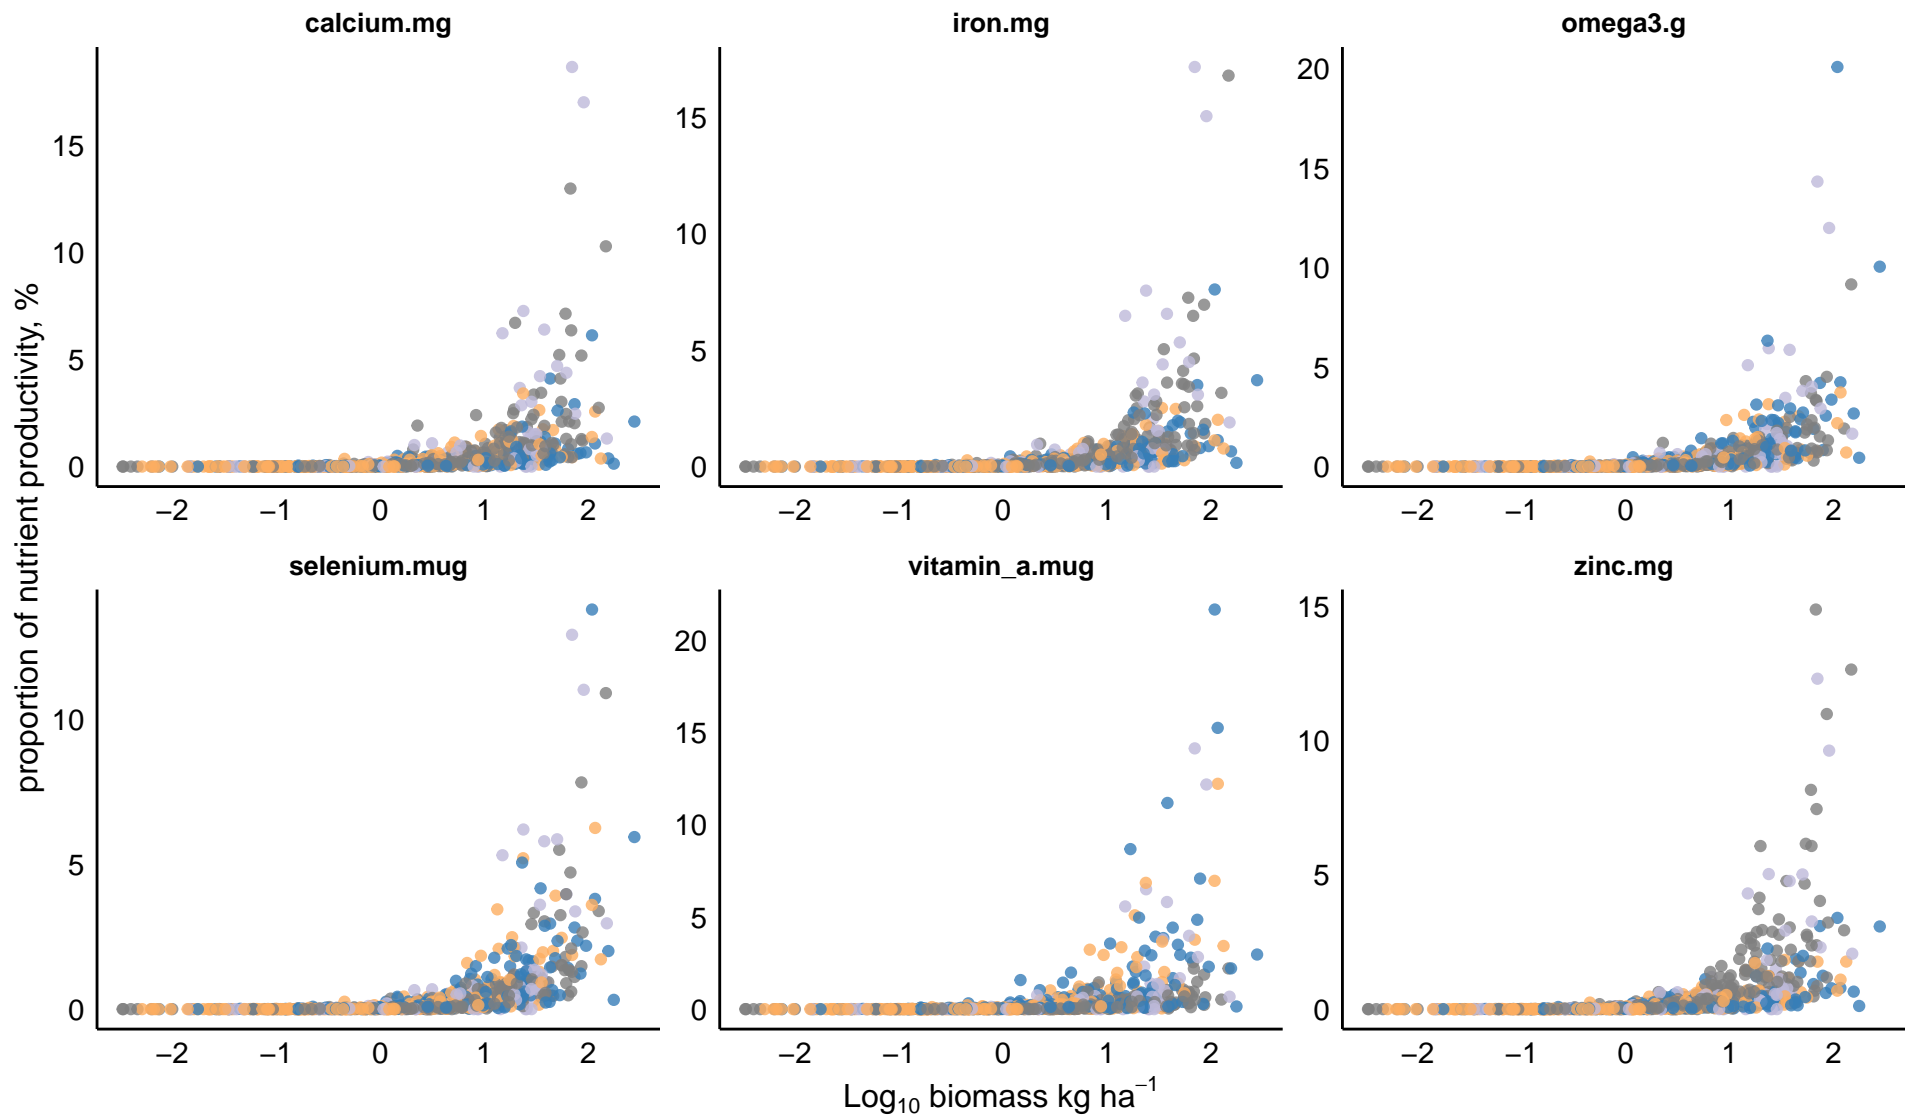 calcium.mg iron.mg omega3.g
proportion of nutrient productivity, %
15
10
5
0
−2 −1 0 1 2
15
10
5
0
−2 −1 0 1 2
20
15
10
5
0
−2 −1 0 1 2
selenium.mug vitamin_a.mug zinc.mg
10
5
0
−2 −1 0 1 2
20
15
10
5
0
−2 −1 0 1 2
15
10
5
0
−2 −1 0 1 2
Log₁₀ biomass kg ha⁻¹